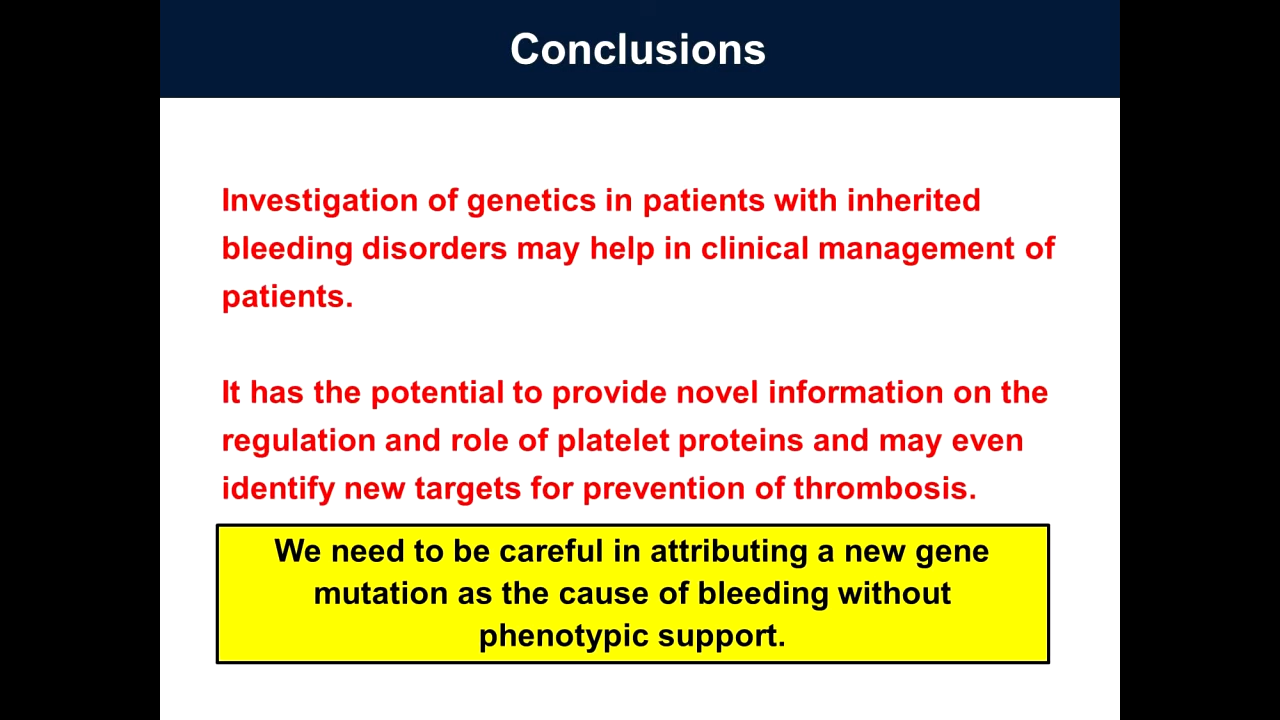 Conclusions
Investigation of genetics in patients with inherited
bleeding disorders may help in clinical management of
patients.
It has the potential to provide novel information on the
regulation and role of platelet proteins and may even
identify new targets for prevention of thrombosis.
We need to be careful in attributing a new gene
mutation as the cause of bleeding without
phenotypic support.